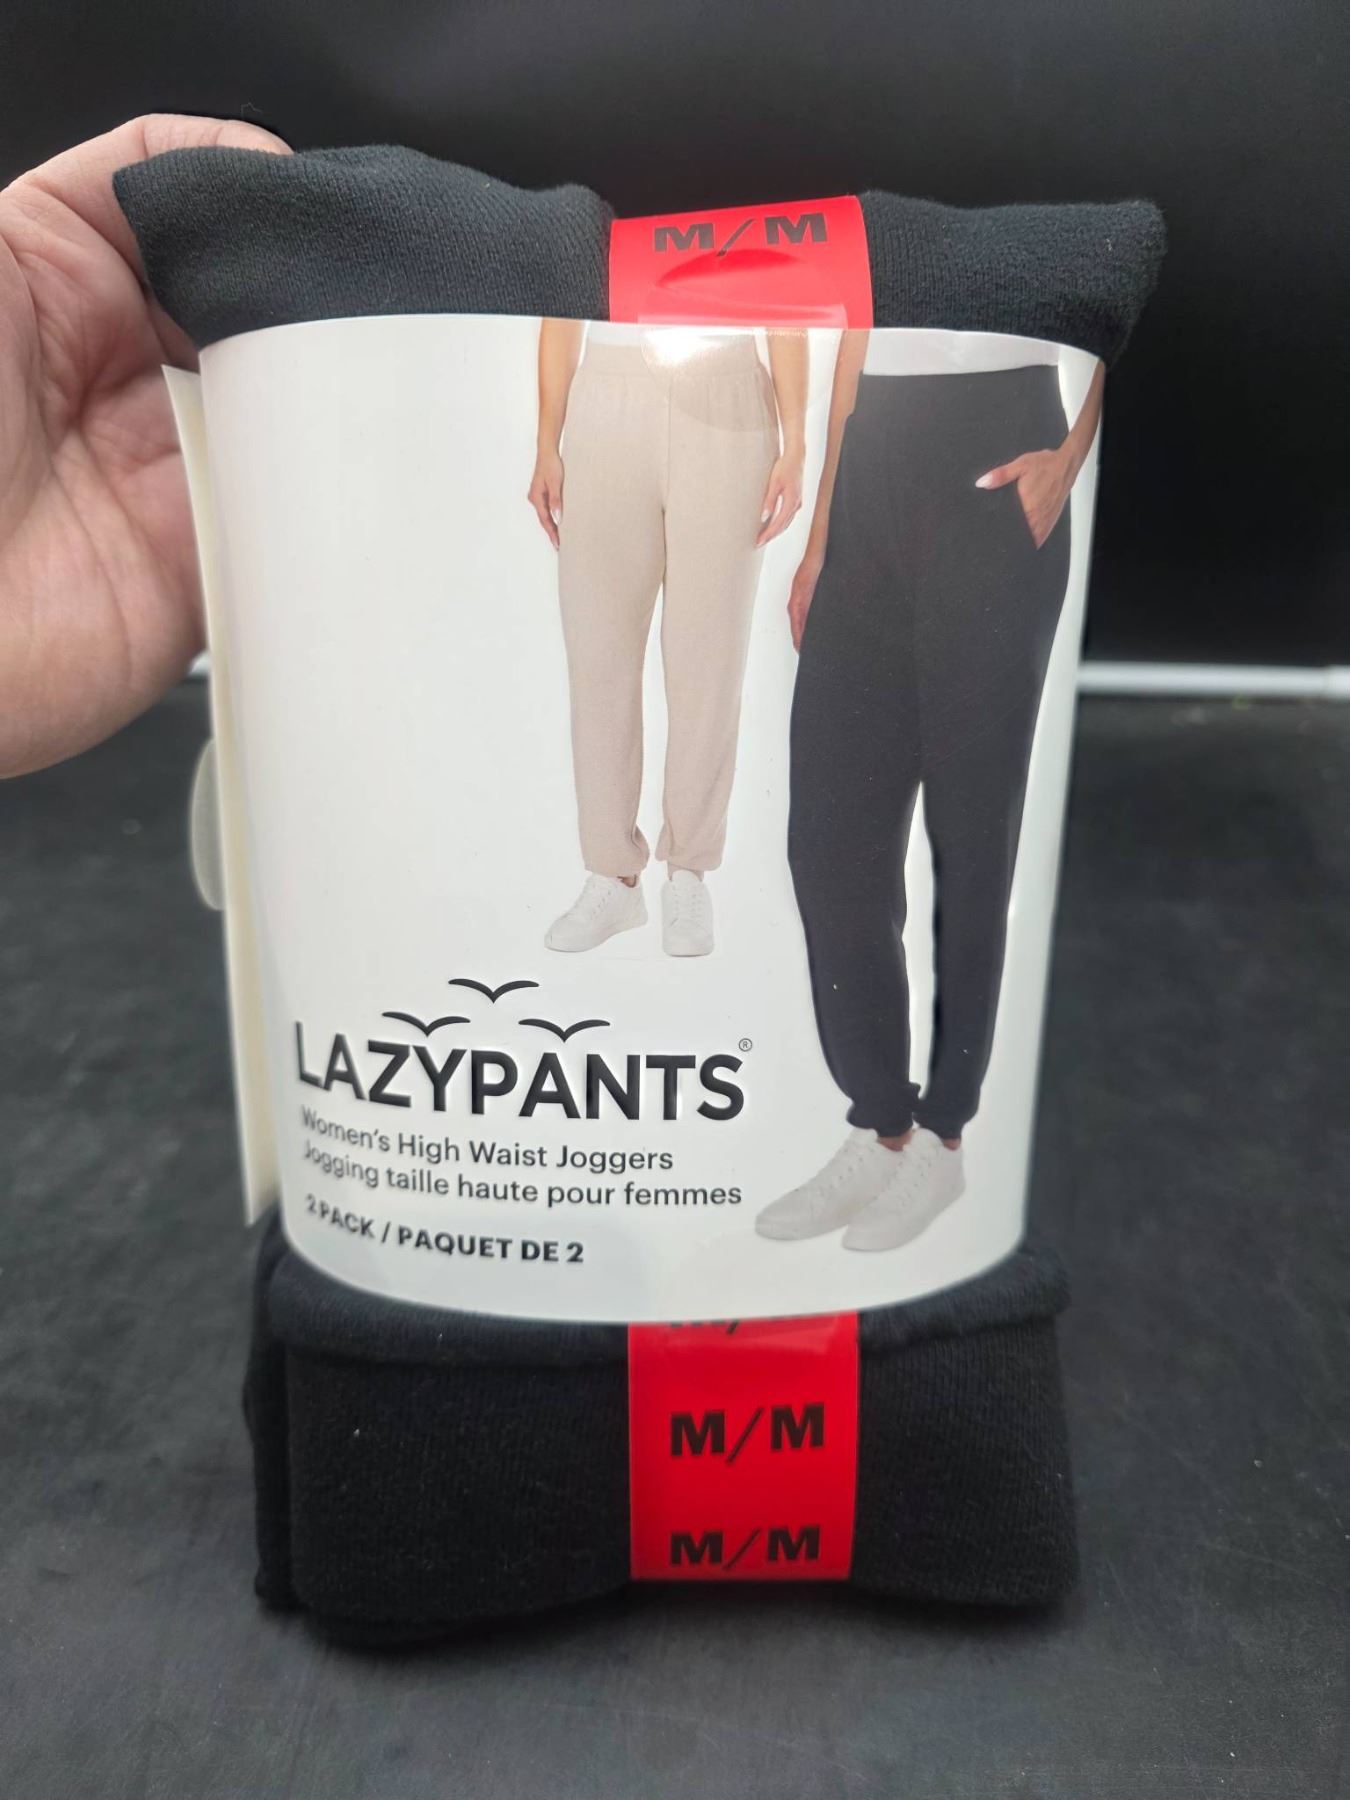 M/M
LAZYPANTS®
Women's High Waist Joggers
Jogging taille haute pour femmes
2 PACK / PAQUET DE 2
M/M
M/M